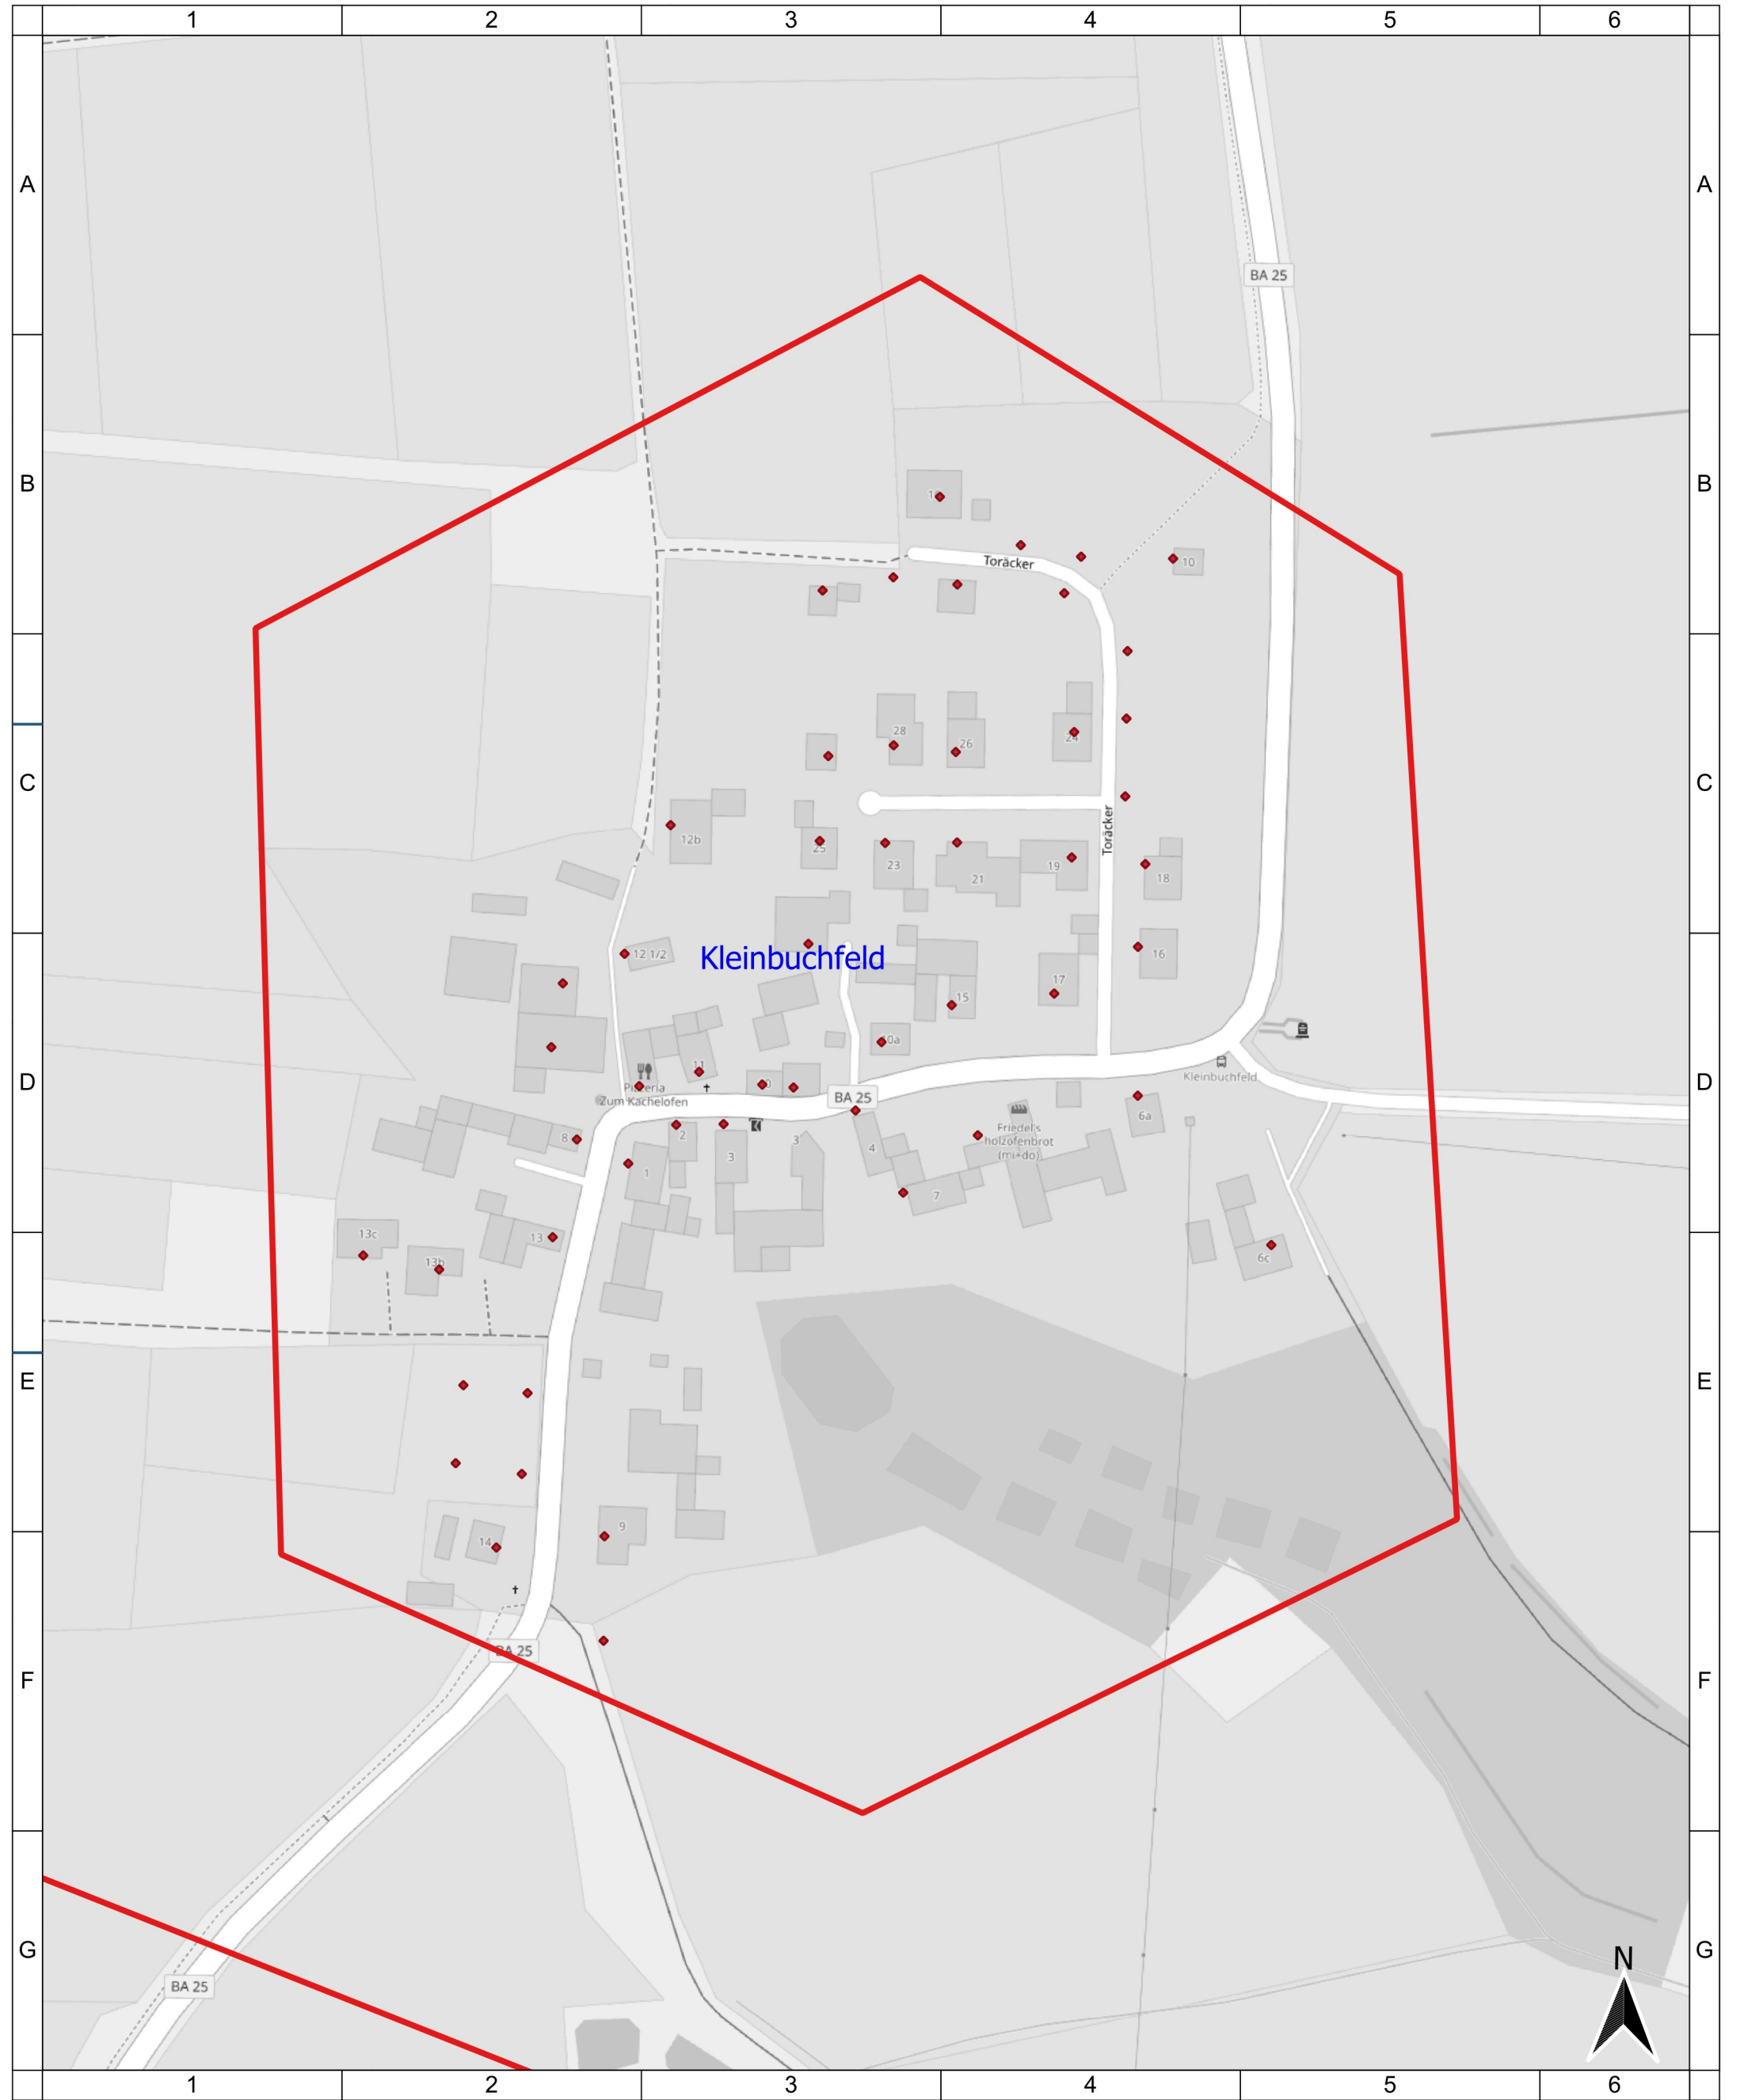 1 2 3 4 5 6
A A
BA 25
B B
Toräcker
10
28
26
24
C C
Toräcker
12b
25
23
21
19
18
12 1/2
Kleinbuchfeld
16
17
15
10a
11
D D
Pizzeria
Zum Kachelofen
BA 25
Kleinbuchfeld
6a
8
2
3
3
4
Friedel's
holzofenbrot
(mi+do)
1
7
13c
13
13b
6c
E E
9
14
BA 25
F F
G G
N
BA 25
1 2 3 4 5 6